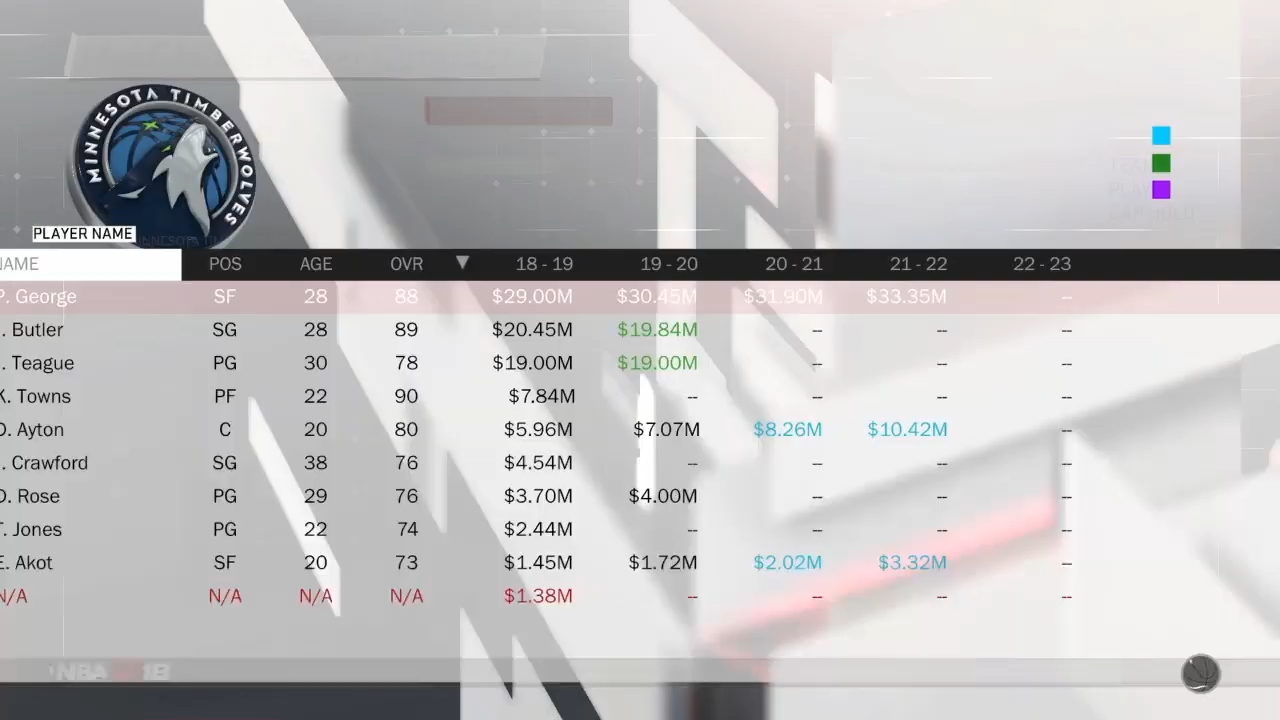 MINNESOTA TIMBERWOLVES
PLAYER NAME
NAME POS AGE OVR ▼ 18 - 19 19 - 20 20 - 21 21 - 22 22 - 23
P. George SF 28 88 $29.00M $30.45M $31.90M $33.35M --
. Butler SG 28 89 $20.45M $19.84M -- -- --
. Teague PG 30 78 $19.00M $19.00M -- -- --
K. Towns PF 22 90 $7.84M -- -- -- --
D. Ayton C 20 80 $5.96M $7.07M $8.26M $10.42M --
. Crawford SG 38 76 $4.54M -- -- -- --
D. Rose PG 29 76 $3.70M $4.00M -- -- --
T. Jones PG 22 74 $2.44M -- -- -- --
E. Akot SF 20 73 $1.45M $1.72M $2.02M $3.32M --
N/A N/A N/A N/A $1.38M -- -- -- --
NBA 2K18